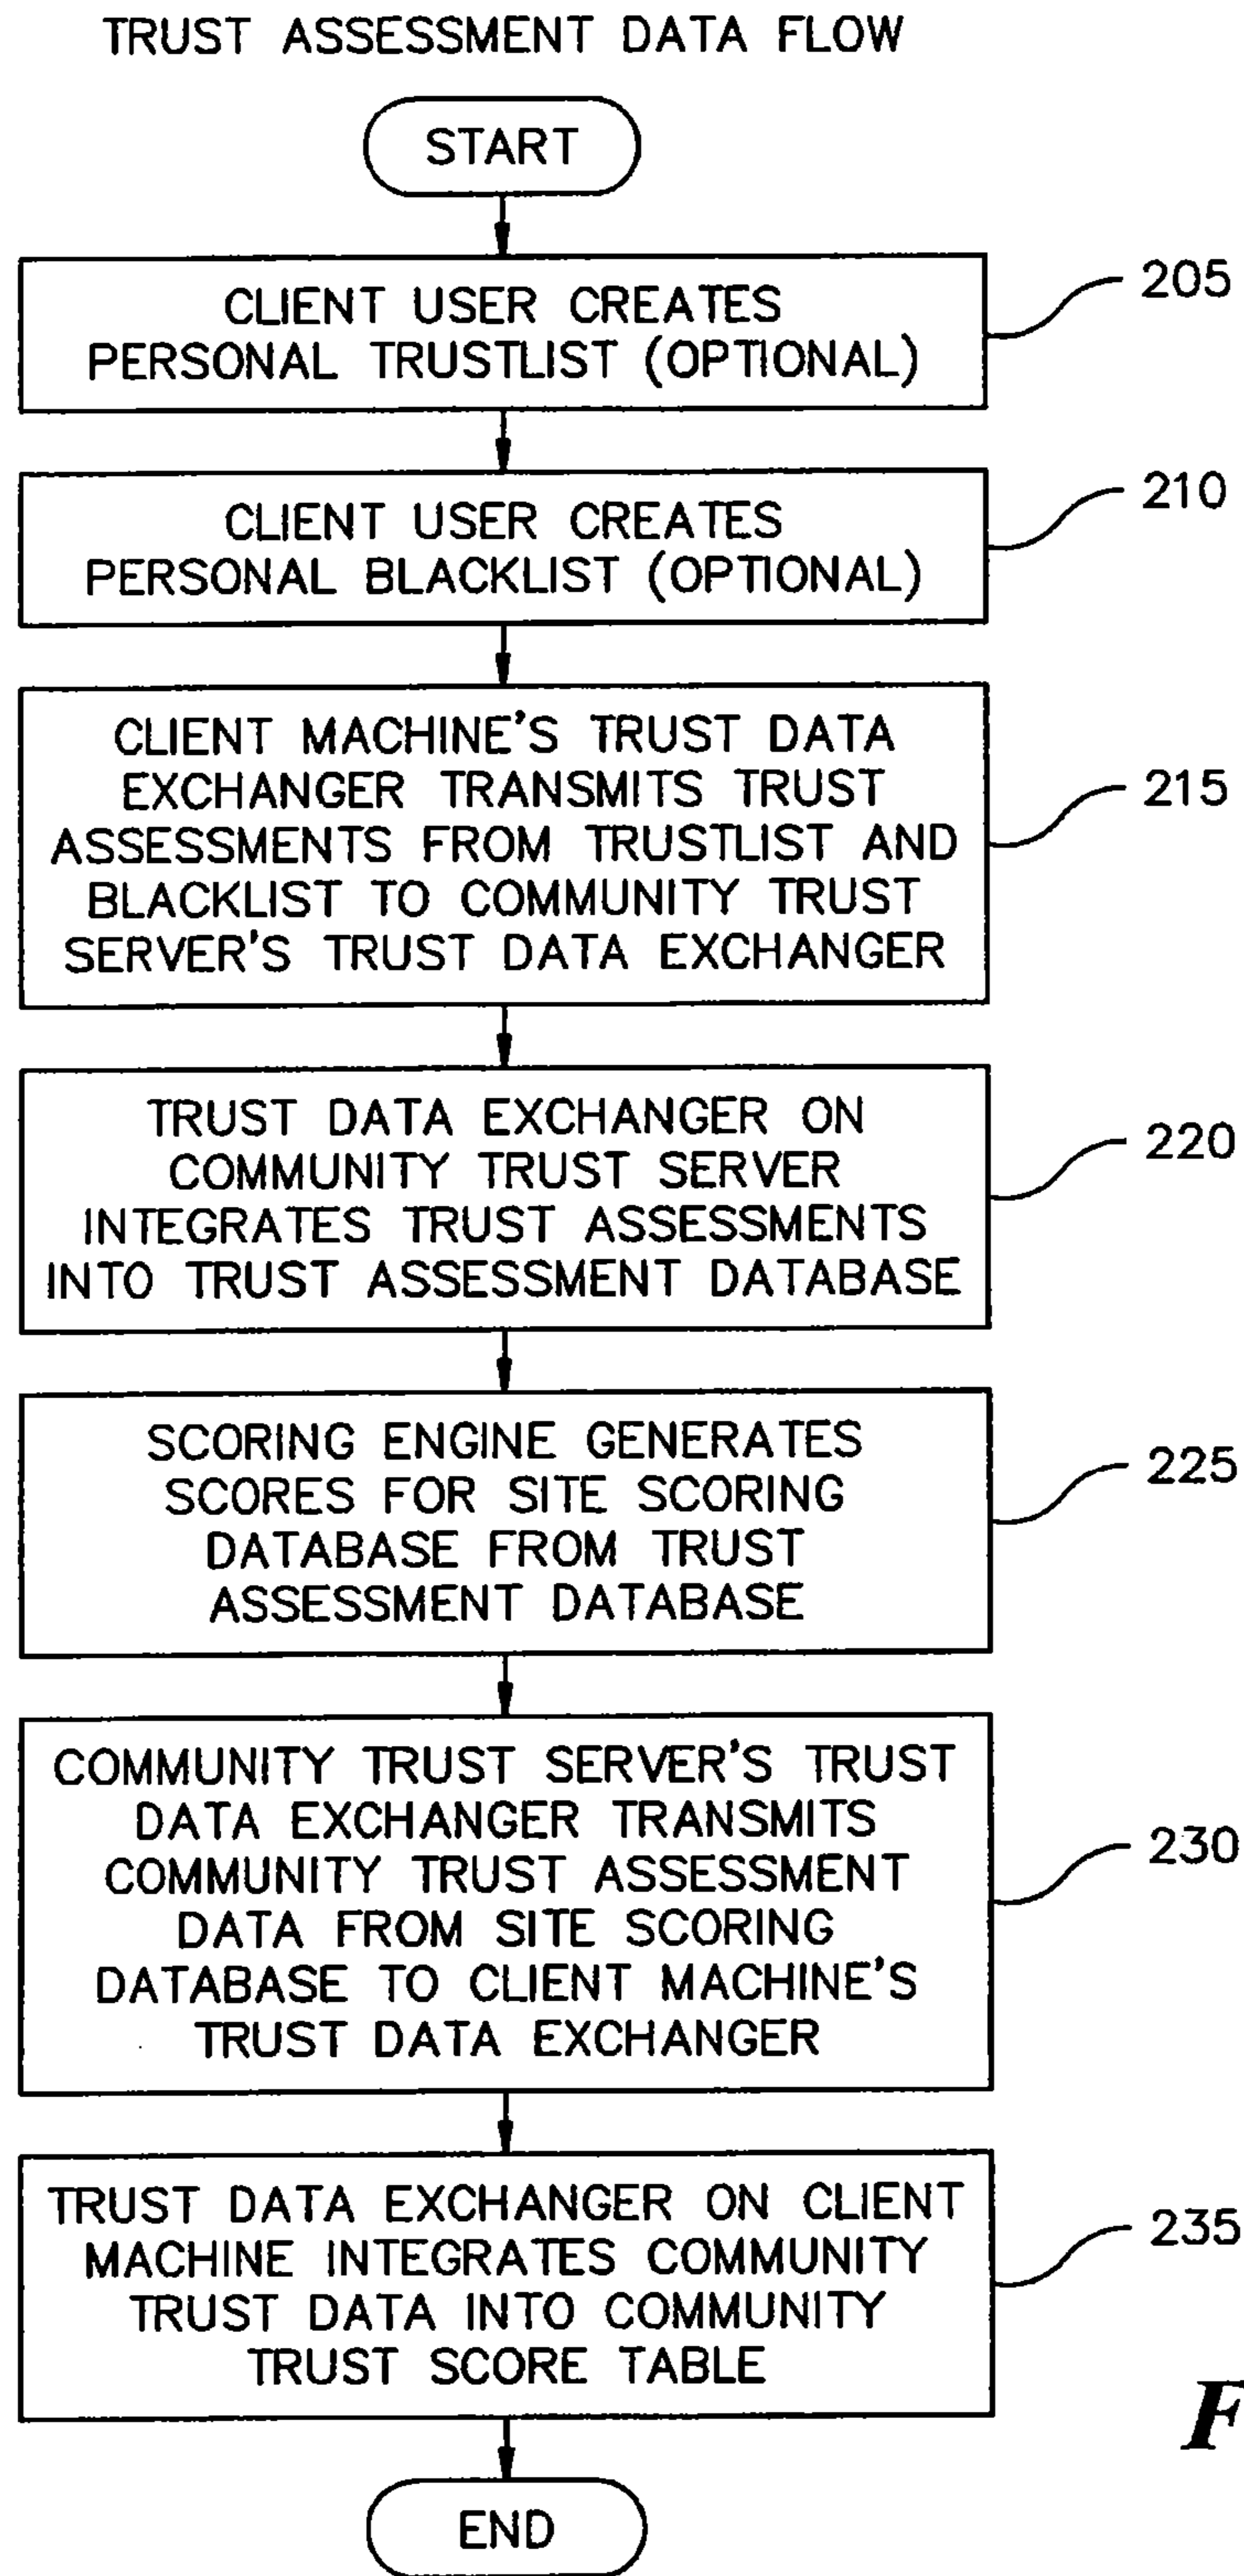 TRUST ASSESSMENT DATA FLOW
START
CLIENT USER CREATES
PERSONAL TRUSTLIST (OPTIONAL)
205
CLIENT USER CREATES
PERSONAL BLACKLIST (OPTIONAL)
210
CLIENT MACHINE'S TRUST DATA
EXCHANGER TRANSMITS TRUST
ASSESSMENTS FROM TRUSTLIST AND
BLACKLIST TO COMMUNITY TRUST
SERVER'S TRUST DATA EXCHANGER
215
TRUST DATA EXCHANGER ON
COMMUNITY TRUST SERVER
INTEGRATES TRUST ASSESSMENTS
INTO TRUST ASSESSMENT DATABASE
220
SCORING ENGINE GENERATES
SCORES FOR SITE SCORING
DATABASE FROM TRUST
ASSESSMENT DATABASE
225
COMMUNITY TRUST SERVER'S TRUST
DATA EXCHANGER TRANSMITS
COMMUNITY TRUST ASSESSMENT
DATA FROM SITE SCORING
DATABASE TO CLIENT MACHINE'S
TRUST DATA EXCHANGER
230
TRUST DATA EXCHANGER ON CLIENT
MACHINE INTEGRATES COMMUNITY
TRUST DATA INTO COMMUNITY
TRUST SCORE TABLE
235
F
END